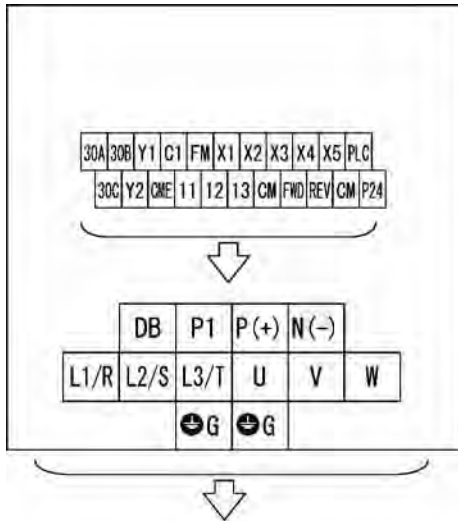 30A 30B Y1 C1 FM X1 X2 X3 X4 X5 PLC
30C Y2 CME 11 12 13 CM FWD REV CM P24
DB P1 P(+) N(-)
L1/R L2/S L3/T U V W
G G